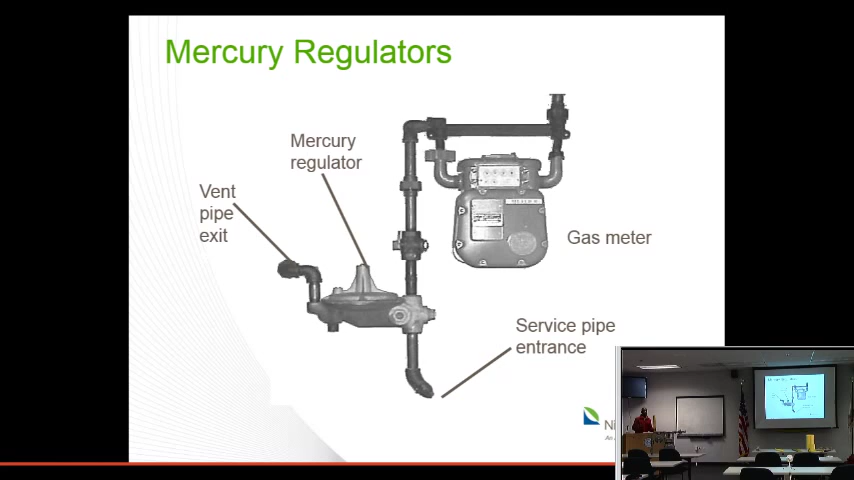 Mercury Regulators
Mercury
regulator
Vent
pipe
exit
Gas meter
Service pipe
entrance